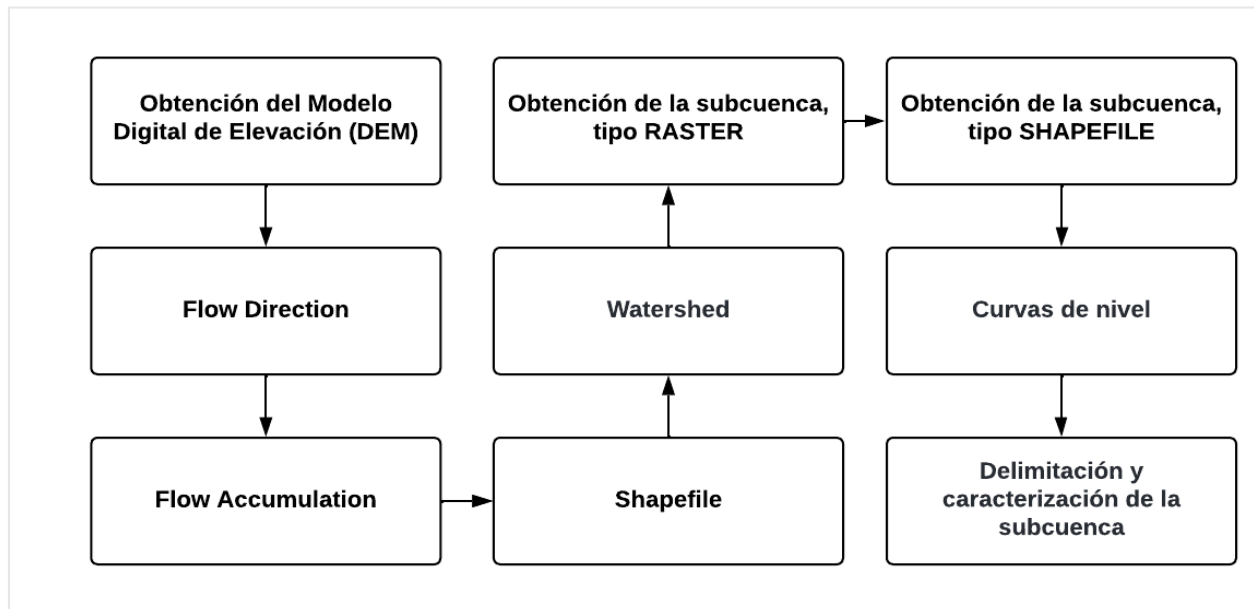 Obtención del Modelo
Digital de Elevación (DEM)
Flow Direction
Flow Accumulation
Shapefile
Watershed
Obtención de la subcuenca,
tipo RASTER
Obtención de la subcuenca,
tipo SHAPEFILE
Curvas de nivel
Delimitación y
caracterización de la
subcuenca